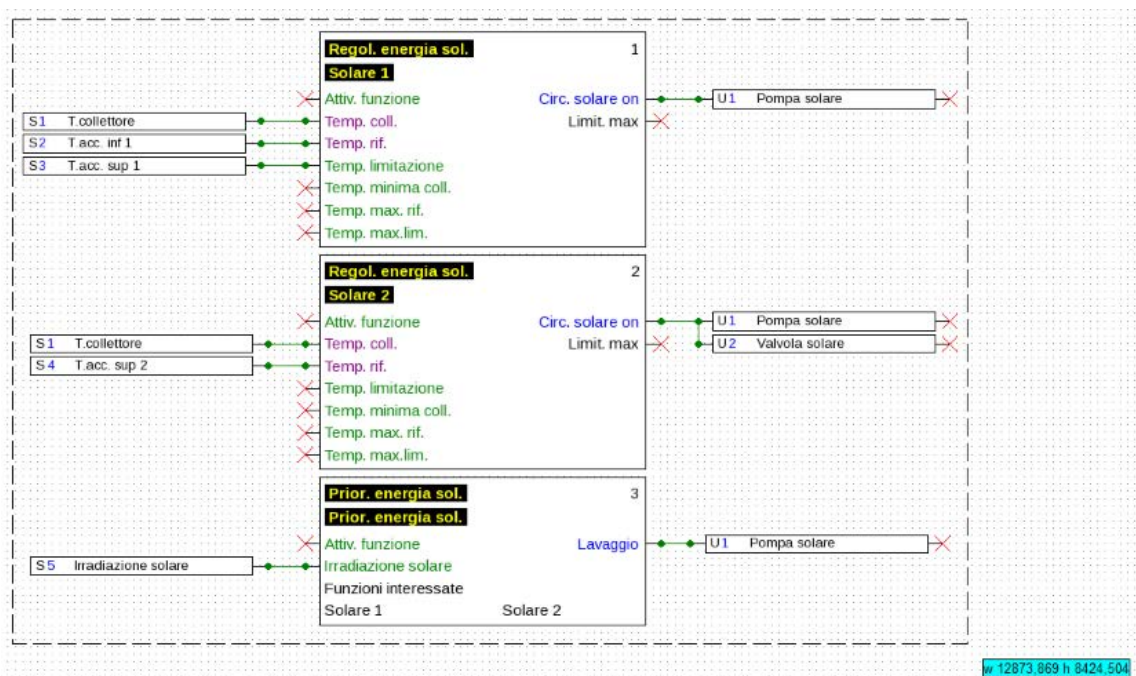 Regol. energia sol. 1
Solare 1
Attiv. funzione Circ. solare on U1 Pompa solare
S1 T.collettore Temp. coll. Limit. max
S2 T.acc. inf 1 Temp. rif.
S3 T.acc. sup 1 Temp. limitazione
Temp. minima coll.
Temp. max. rif.
Temp. max.lim.
Regol. energia sol. 2
Solare 2
Attiv. funzione Circ. solare on U1 Pompa solare
S1 T.collettore Temp. coll. Limit. max U2 Valvola solare
S4 T.acc. sup 2 Temp. rif.
Temp. limitazione
Temp. minima coll.
Temp. max. rif.
Temp. max.lim.
Prior. energia sol. 3
Prior. energia sol.
Attiv. funzione Lavaggio U1 Pompa solare
S5 Irradiazione solare Irradiazione solare
Funzioni interessate
Solare 1 Solare 2
w 12873,869 h 8424,504